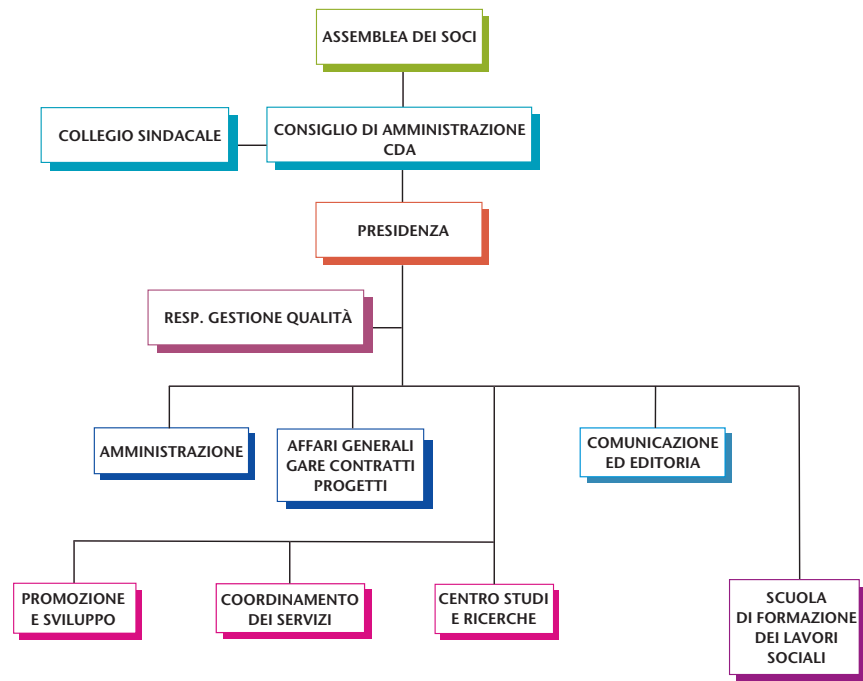 ASSEMBLEA DEI SOCI
COLLEGIO SINDACALE
CONSIGLIO DI AMMINISTRAZIONE
CDA
PRESIDENZA
RESP. GESTIONE QUALITÀ
AMMINISTRAZIONE
AFFARI GENERALI
GARE CONTRATTI
PROGETTI
COMUNICAZIONE
ED EDITORIA
PROMOZIONE
E SVILUPPO
COORDINAMENTO
DEI SERVIZI
CENTRO STUDI
E RICERCHE
SCUOLA
DI FORMAZIONE
DEI LAVORI
SOCIALI